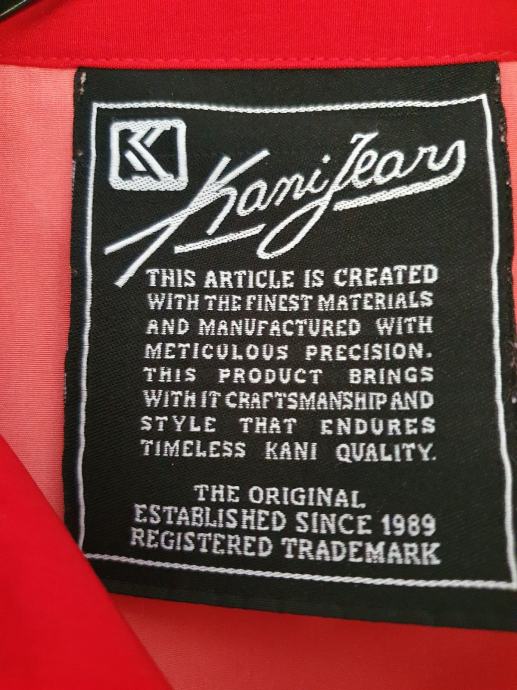 K
Kani Jeans
THIS ARTICLE IS CREATED
WITH THE FINEST MATERIALS
AND MANUFACTURED WITH
METICULOUS PRECISION.
THIS PRODUCT BRINGS
WITH IT CRAFTSMANSHIP AND
STYLE THAT ENDURES
TIMELESS KANI QUALITY.
THE ORIGINAL
ESTABLISHED SINCE 1989
REGISTERED TRADEMARK